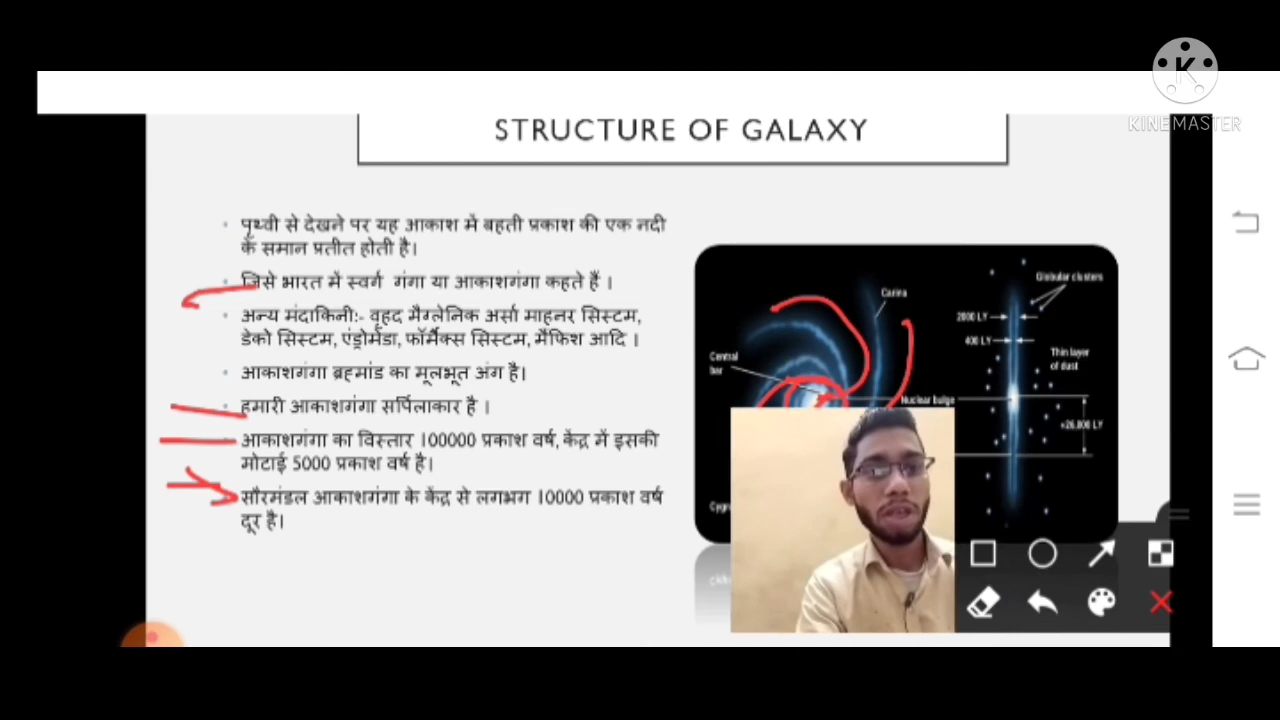 KINEMASTER
STRUCTURE OF GALAXY
पृथ्वी से देखने पर यह आकाश में बहती प्रकाश की एक नदी
के समान प्रतीत होती है।
जिसे भारत में स्वर्ग गंगा या आकाशगंगा कहते हैं ।
अन्य मंदाकिनी:- वृहद मैग्लेनिक अर्सा माइनर सिस्टम,
डेको सिस्टम, एंड्रोमेडा, फॉर्मैक्स सिस्टम, मैफिश आदि ।
आकाशगंगा ब्रह्मांड का मूलभूत अंग है।
हमारी आकाशगंगा सर्पिलाकार है ।
आकाशगंगा का विस्तार 100000 प्रकाश वर्ष, केंद्र में इसकी
मोटाई 5000 प्रकाश वर्ष है।
सौरमंडल आकाशगंगा के केंद्र से लगभग 10000 प्रकाश वर्ष
दूर है।
Globular clusters
Carina
2000 LY
400 LY
Central
bar
Thin layer
of dust
Nuclear bulge